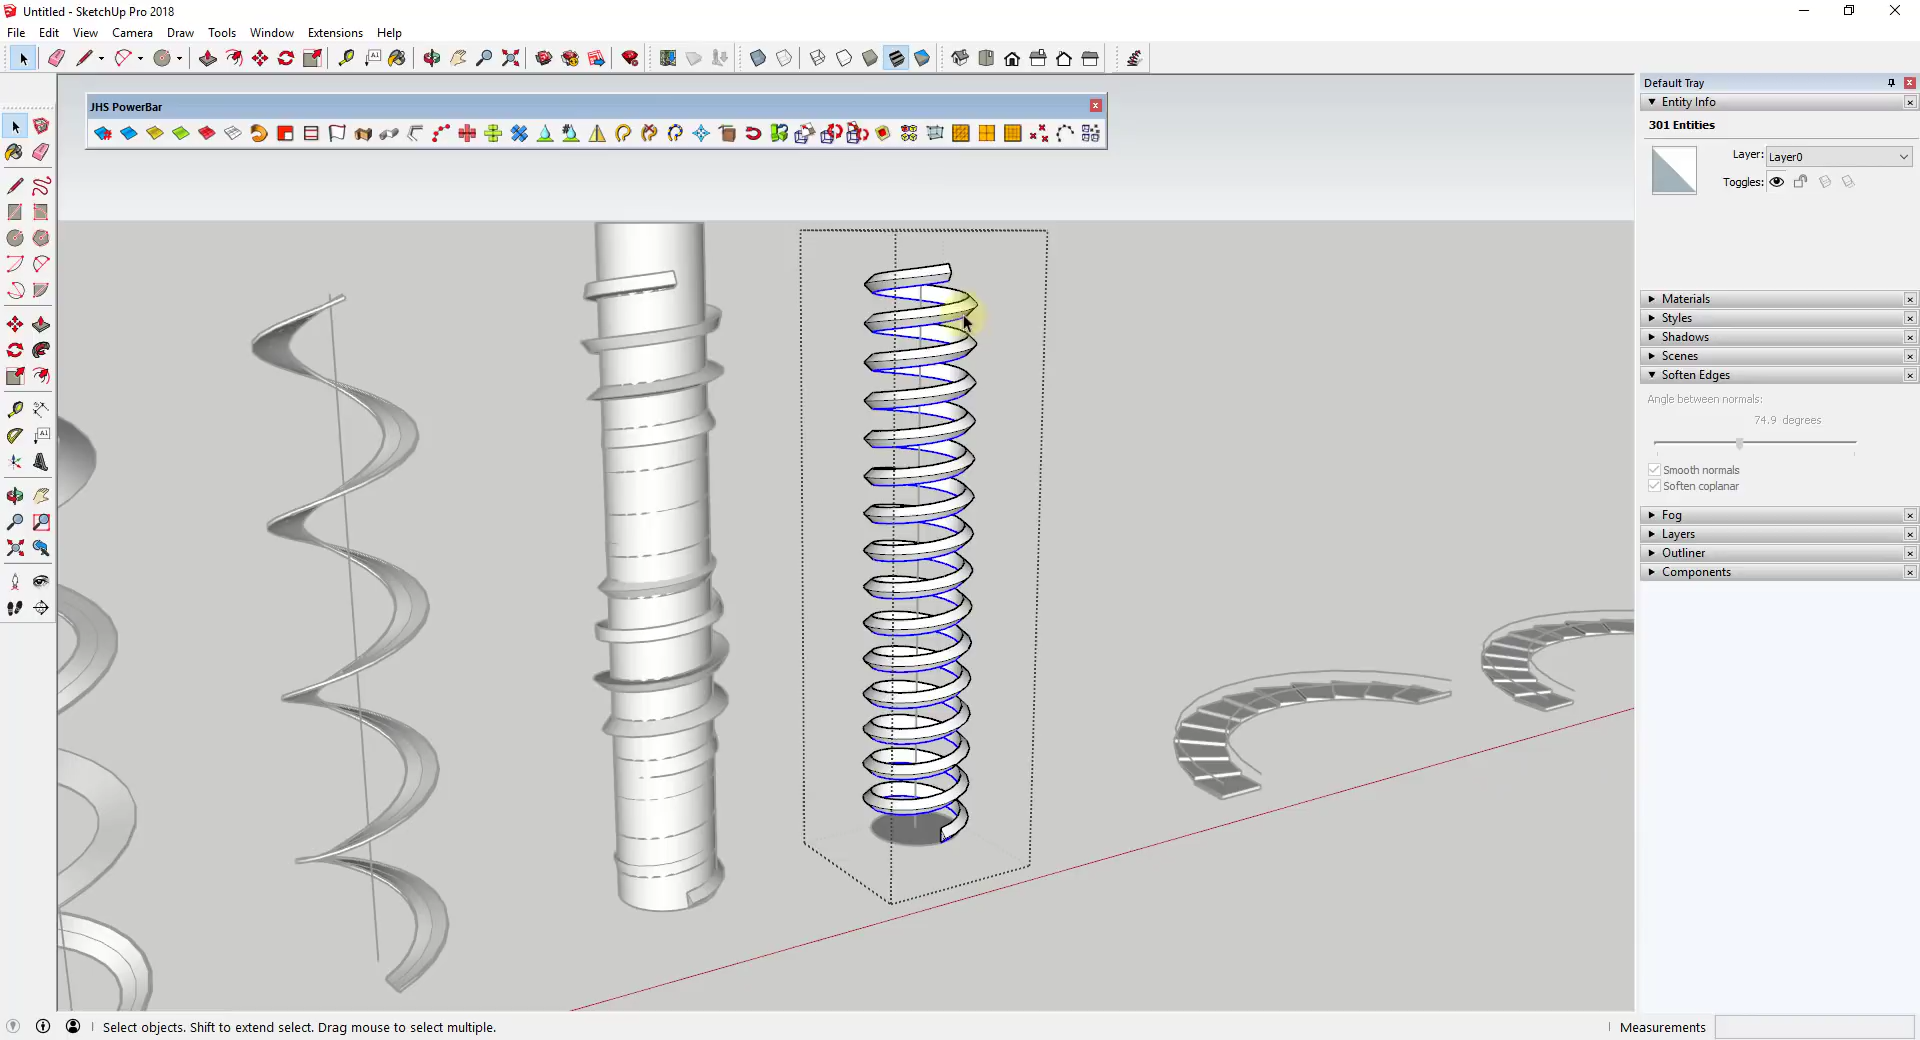 Untitled - SketchUp Pro 2018
File Edit View Camera Draw Tools Window Extensions Help
JHS PowerBar
Default Tray
Entity Info
301 Entities
Layer: Layer0
Toggles:
Materials
Styles
Shadows
Scenes
Soften Edges
Angle between normals:
74.9 degrees
Smooth normals
Soften coplanar
Fog
Layers
Outliner
Components
Select objects. Shift to extend select. Drag mouse to select multiple.
Measurements